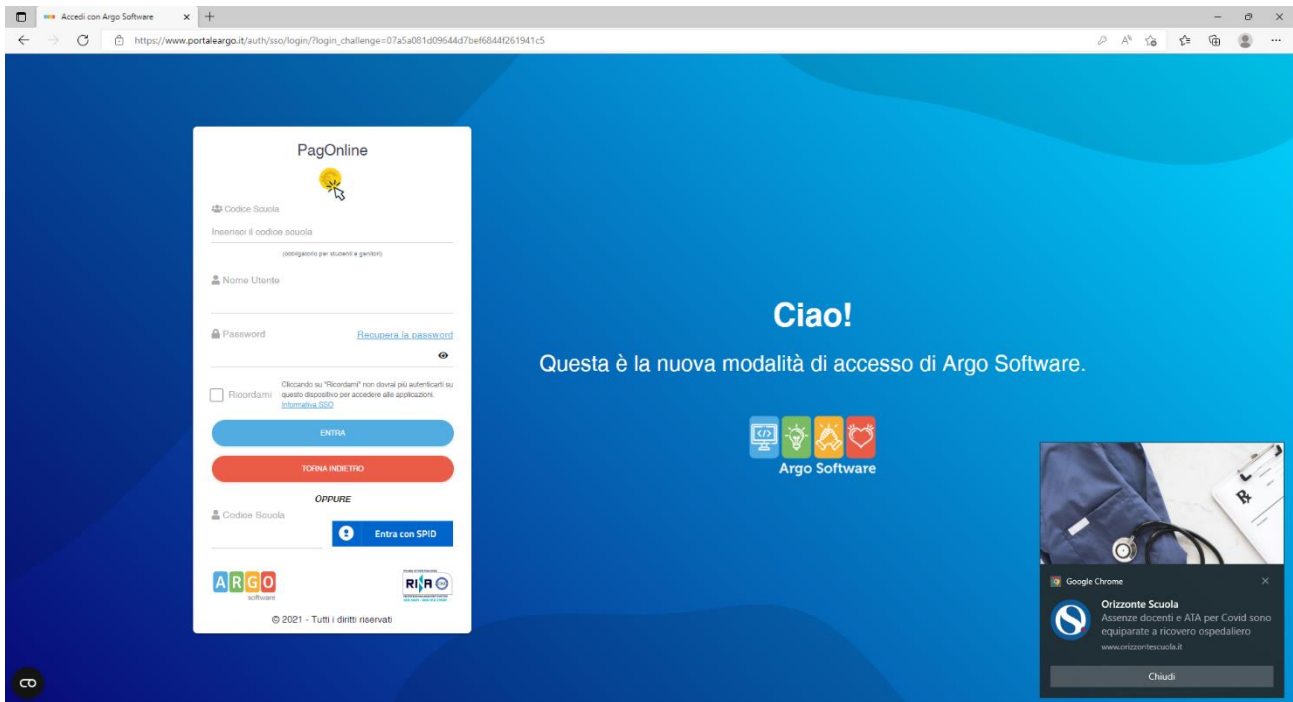 Accedi con Argo Software
https://www.portaleargo.it/auth/sso/login/?login_challenge=07a5a081d09644d7bef6844f261941c5
PagOnline
Codice Scuola
Inserisci il codice scuola
(obbligatorio per studenti e genitori)
Nome Utente
Password
Recupera la password
Ricordami
Cliccando su "Ricordami" non dovrai più autenticarti su
questo dispositivo per accedere alle applicazioni.
Informativa SSO
ENTRA
TORNA INDIETRO
OPPURE
Codice Scuola
Entra con SPID
ARGO
software
© 2021 - Tutti i diritti riservati
Ciao!
Questa è la nuova modalità di accesso di Argo Software.
Argo Software
Google Chrome
Orizzonte Scuola
Assenze docenti e ATA per Covid sono
equiparate a ricovero ospedaliero
www.orizzontescuola.it
Chiudi